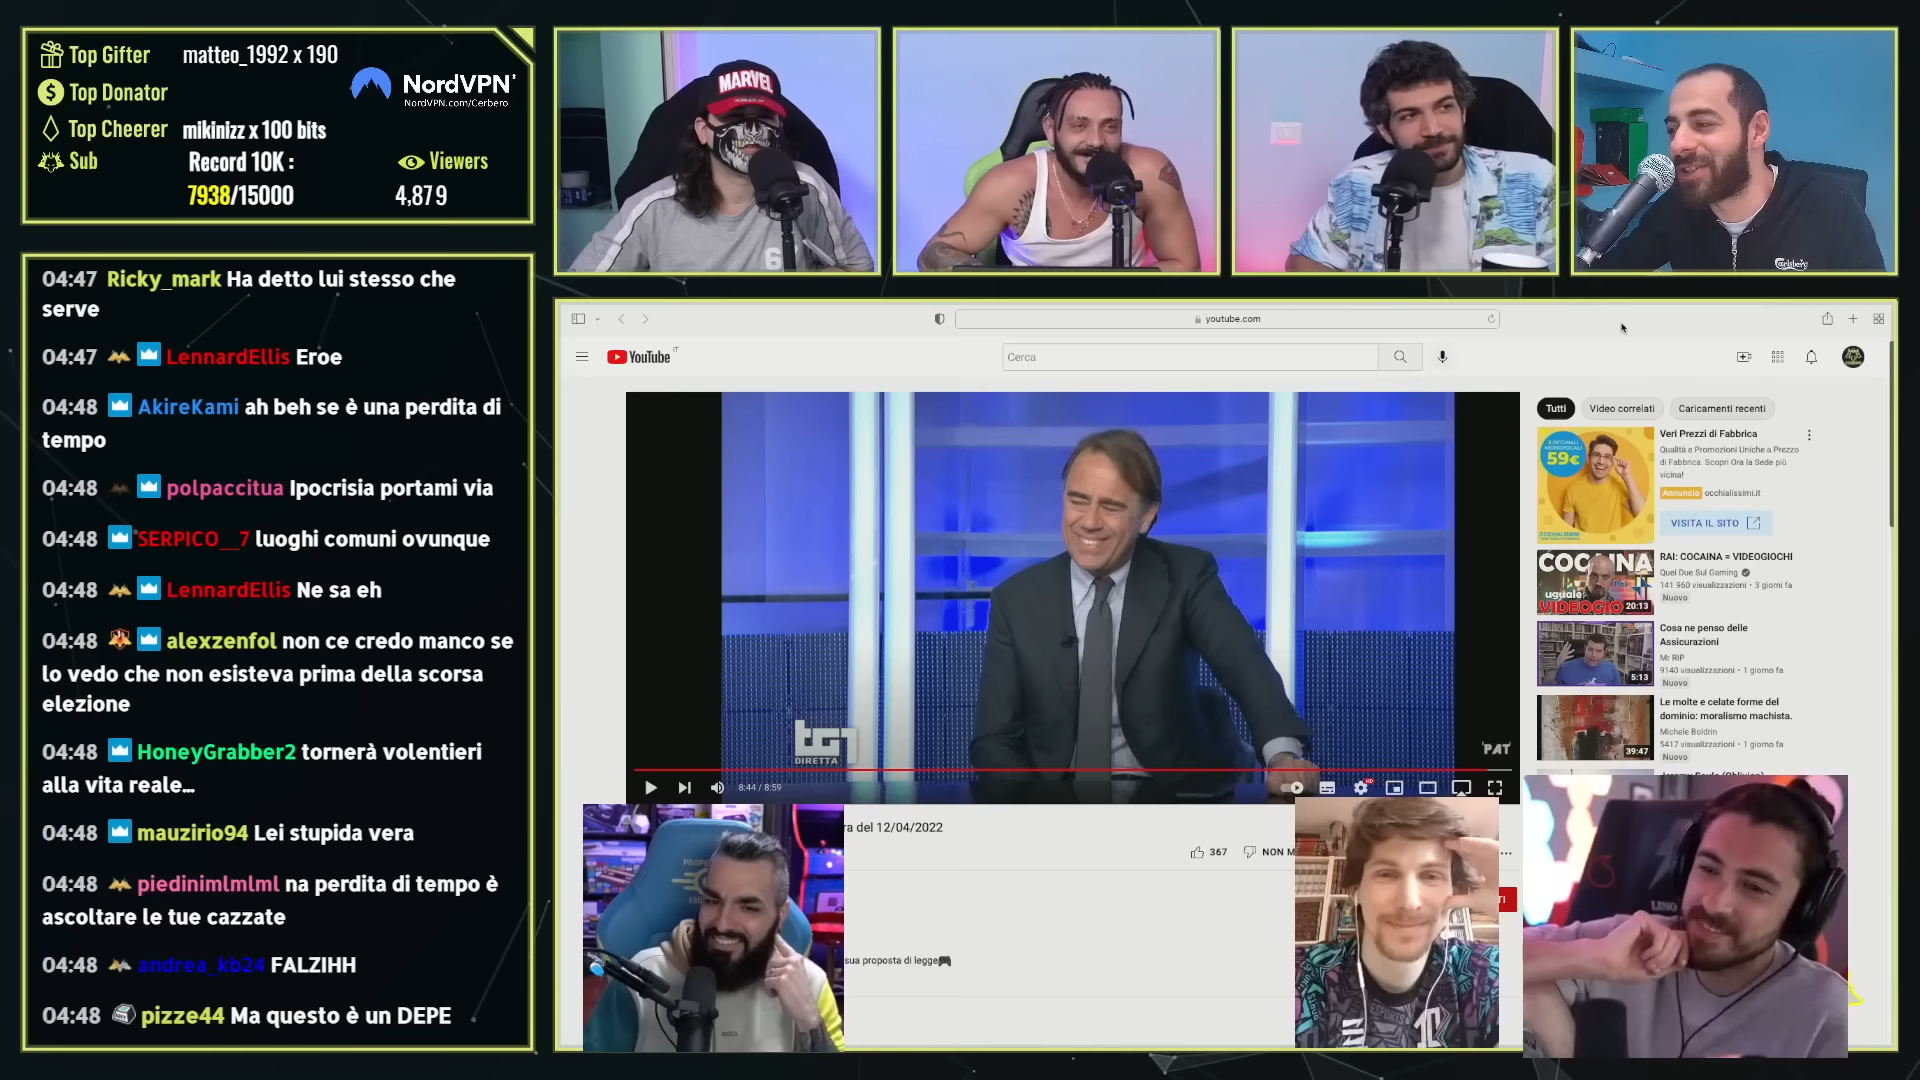 Top Gifter matteo_1992 x 190
NordVPN
NordVPN.com/Cerbero
Top Donator
Top Cheerer mikinizz x 100 bits
Sub Record 10K : Viewers
7938/15000 4,879
04:47 Ricky_mark Ha detto lui stesso che
serve
04:47 LennardEllis Eroe
04:48 AkireKami ah beh se è una perdita di
tempo
04:48 polpaccitua Ipocrisia portami via
04:48 SERPICO__7 luoghi comuni ovunque
04:48 LennardEllis Ne sa eh
04:48 alexzenfol non ce credo manco se
lo vedo che non esisteva prima della scorsa
elezione
04:48 HoneyGrabber2 tornerà volentieri
alla vita reale...
04:48 mauzirio94 Lei stupida vera
04:48 piedinimlmlml na perdita di tempo è
ascoltare le tue cazzate
04:48 andrea_kb24 FALZIHH
04:48 pizze44 Ma questo è un DEPE
MARVEL
6
Carlsberg
youtube.com
YouTube IT
Cerca
tg1
DIRETTA
'PAT
8:44 / 8:59
HD
ra del 12/04/2022
367
NON M
TI
sua proposta di legge
Tutti
Video correlati
Caricamenti recenti
2 OCCHIALI
MONOFOCALI
59€
Veri Prezzi di Fabbrica
Qualità e Promozioni Uniche a Prezzo
di Fabbrica. Scopri Ora la Sede più
vicina!
Annuncio occhialissimi.it
VISITA IL SITO
COCAINA
uguale
VIDEOGIO
20:13
RAI: COCAINA = VIDEOGIOCHI
Quei Due Sul Gaming
141.960 visualizzazioni • 3 giorni fa
Nuovo
5:13
Cosa ne penso delle
Assicurazioni
Mr RIP
9140 visualizzazioni • 1 giorno fa
Nuovo
39:47
Le molte e celate forme del
dominio: moralismo machista.
Michele Boldrin
5417 visualizzazioni • 1 giorno fa
Nuovo